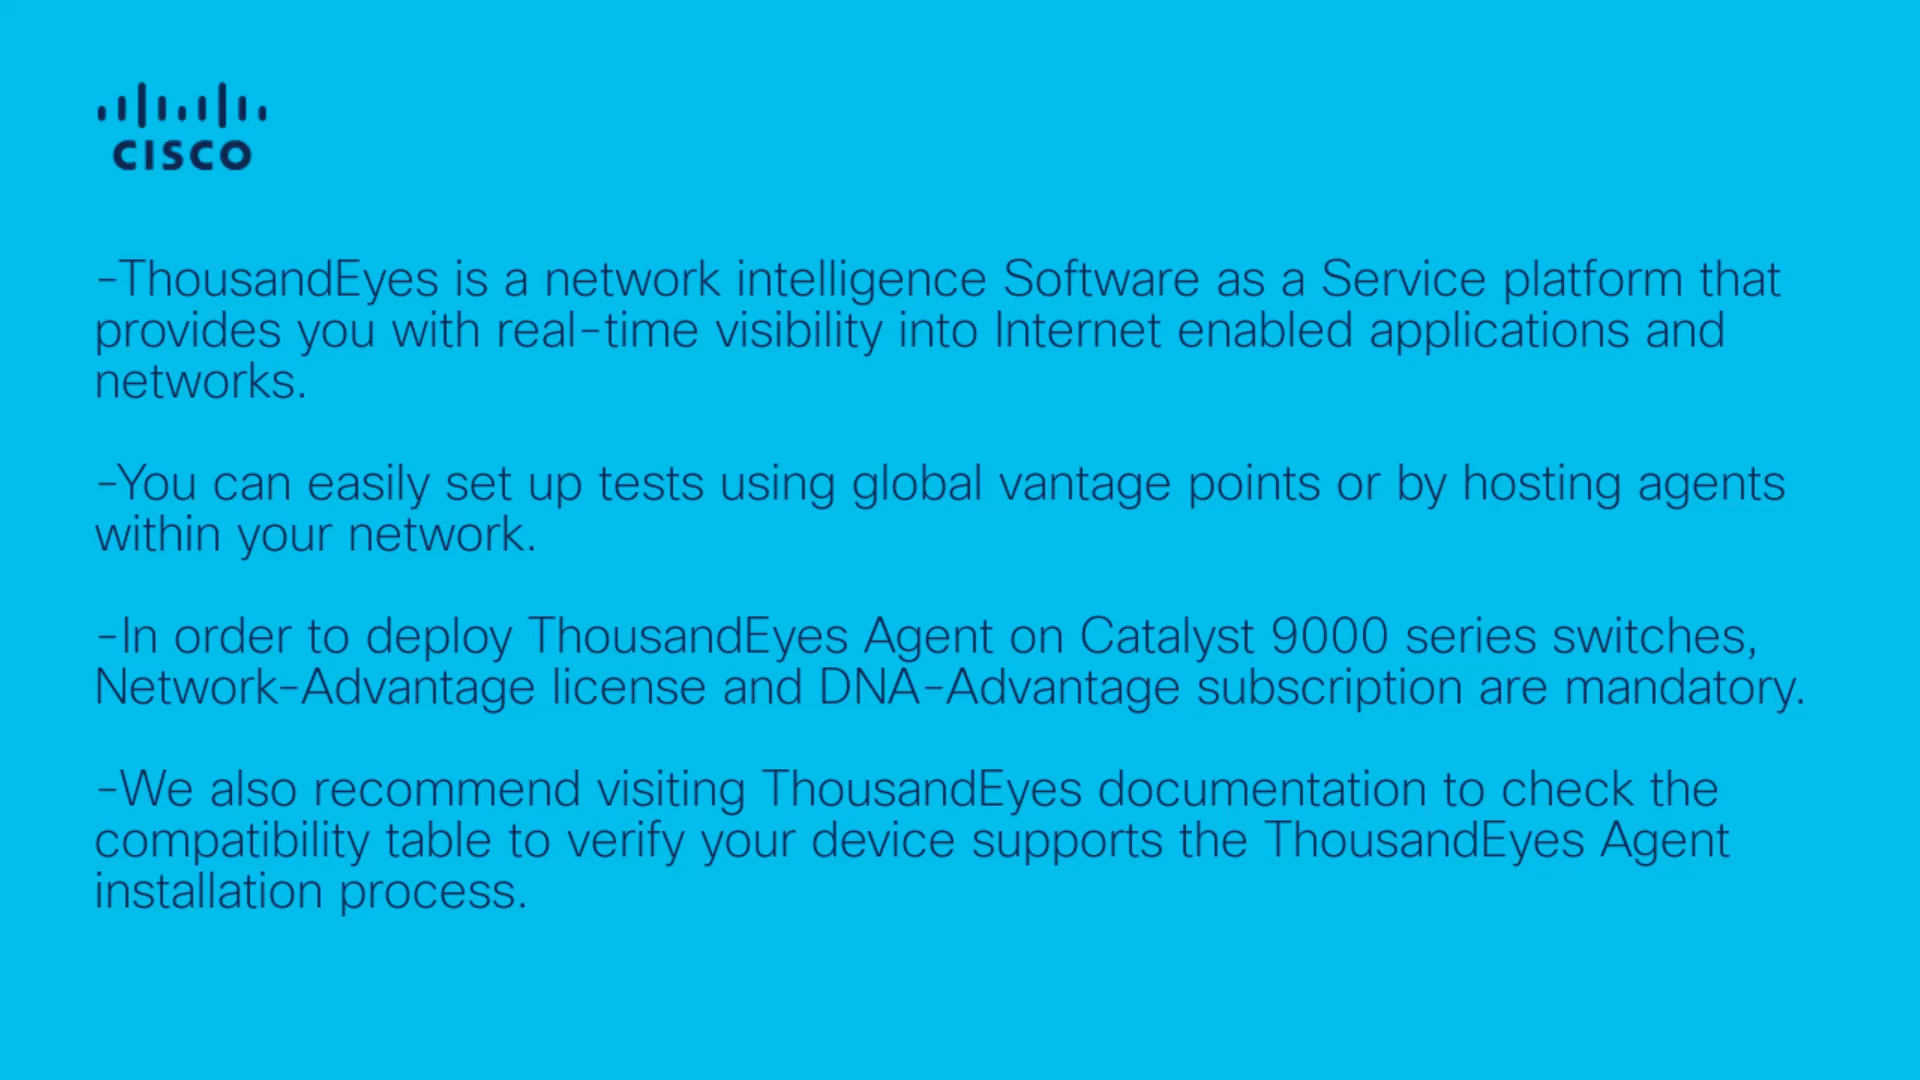 CISCO
-ThousandEyes is a network intelligence Software as a Service platform that
provides you with real-time visibility into Internet enabled applications and
networks.
-You can easily set up tests using global vantage points or by hosting agents
within your network.
-In order to deploy ThousandEyes Agent on Catalyst 9000 series switches,
Network-Advantage license and DNA-Advantage subscription are mandatory.
-We also recommend visiting ThousandEyes documentation to check the
compatibility table to verify your device supports the ThousandEyes Agent
installation process.